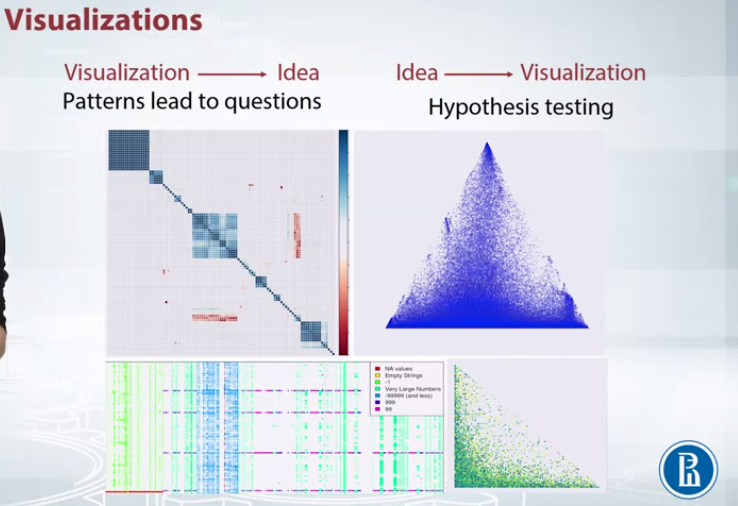 Visualizations
Visualization
Idea
Patterns lead to questions
Idea
Visualization
Hypothesis testing
NA values
Empty Strings
-1
Very Large Numbers
-99999 (and less)
999
99